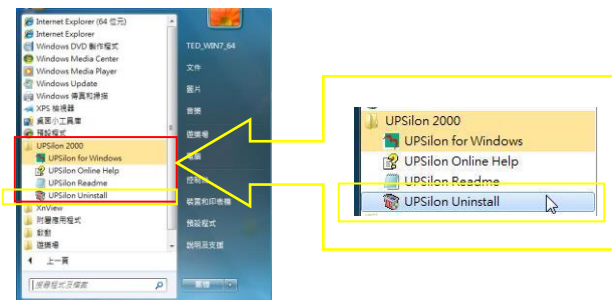 Internet Explorer (64 位元)
Internet Explorer
Windows DVD 製作程式
Windows Media Center
Windows Media Player
Windows Update
Windows 傳真和掃描
XPS 檢視器
桌面小工具庫
預設程式
UPSilon 2000
UPSilon for Windows
UPSilon Online Help
UPSilon Readme
UPSilon Uninstall
XnView
附屬應用程式
啟動
遊樂場
上一頁
搜尋程式及檔案
TED_WIN7_64
文件
圖片
音樂
遊樂場
電腦
控制台
裝置和印表機
預設程式
說明及支援
UPSilon 2000
UPSilon for Windows
UPSilon Online Help
UPSilon Readme
UPSilon Uninstall